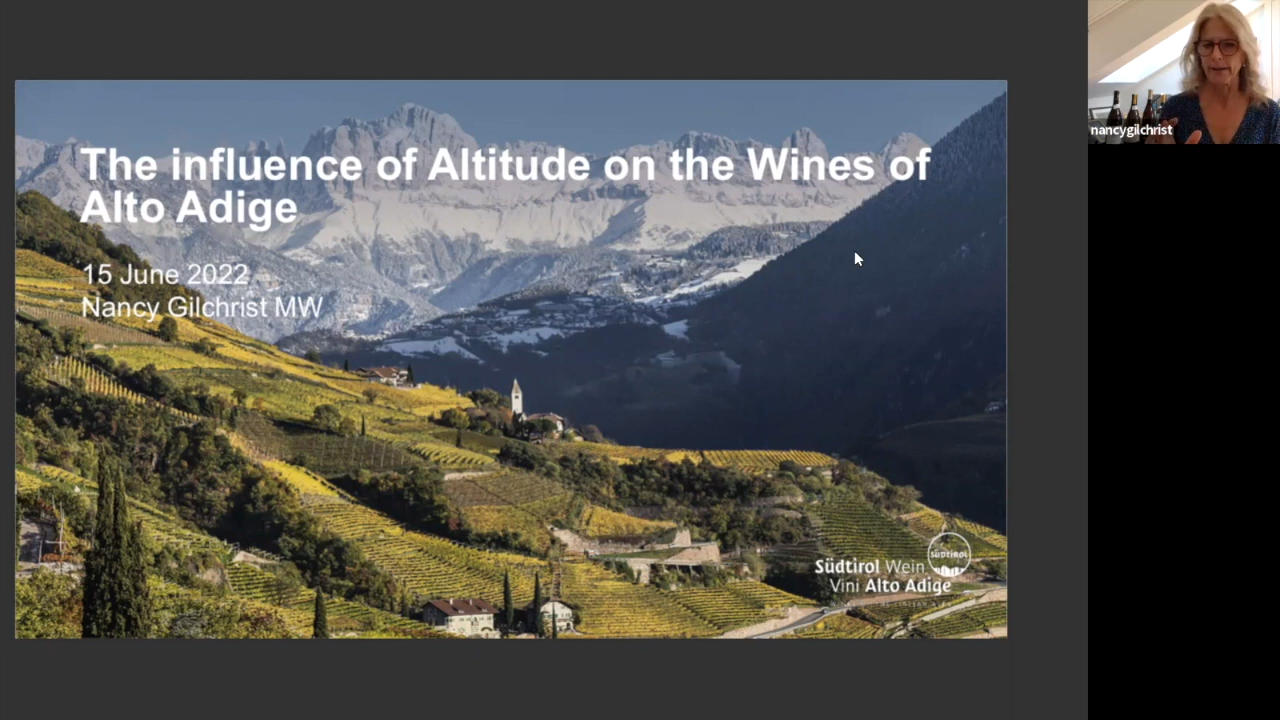 The influence of Altitude on the Wines of
Alto Adige
15 June 2022
Nancy Gilchrist MW
SÜDTIROL
Südtirol Wein
Vini Alto Adige
nancygilchrist